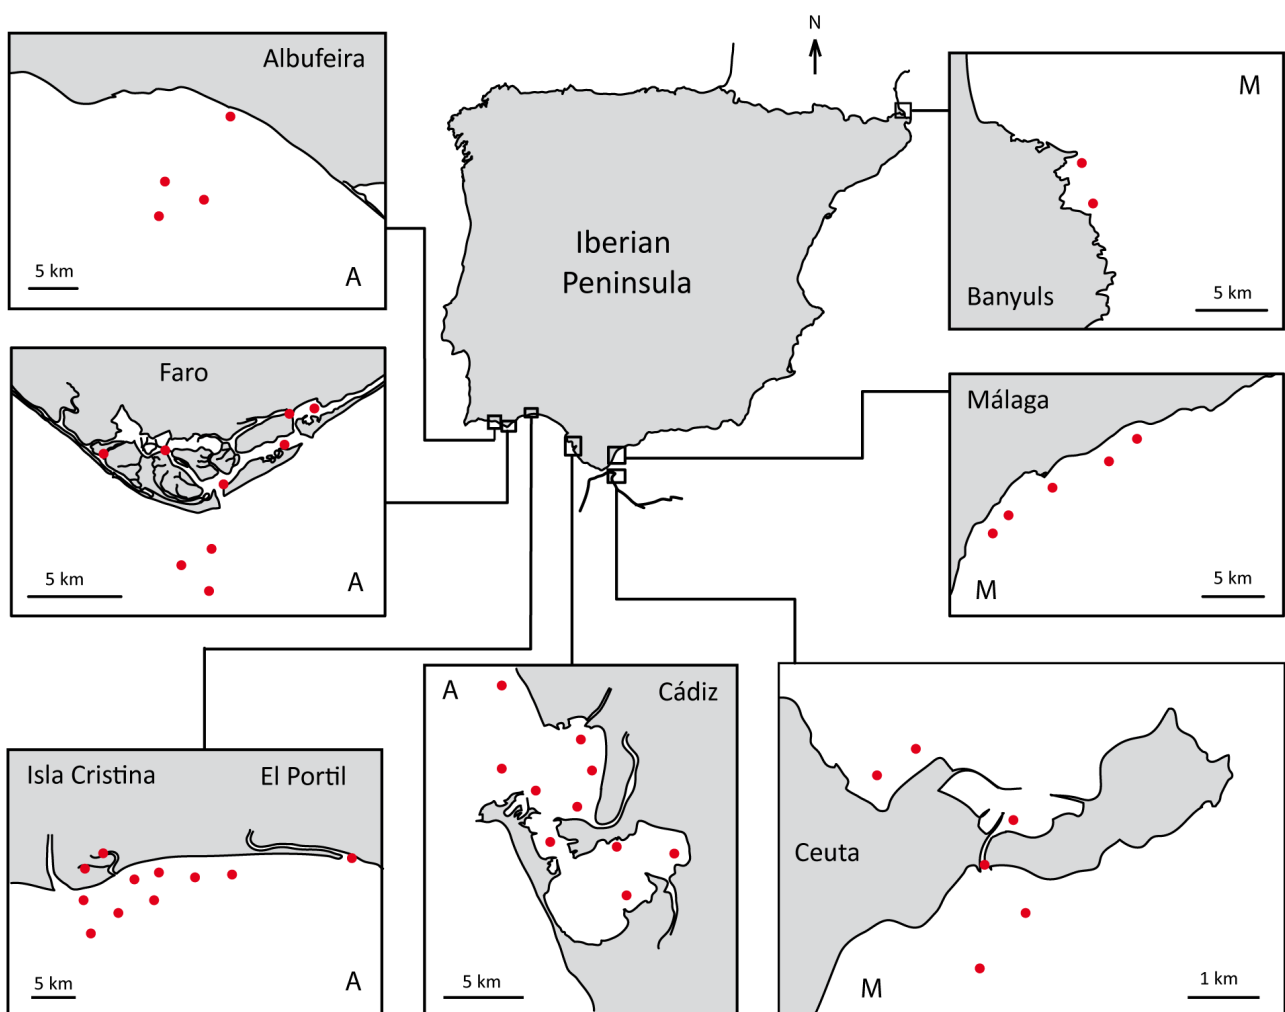 N
Albufeira
5 km
A
Iberian
Peninsula
M
Banyuls
5 km
Faro
5 km
A
Málaga
M
5 km
Isla Cristina
El Portil
5 km
A
A
Cádiz
5 km
Ceuta
M
1 km